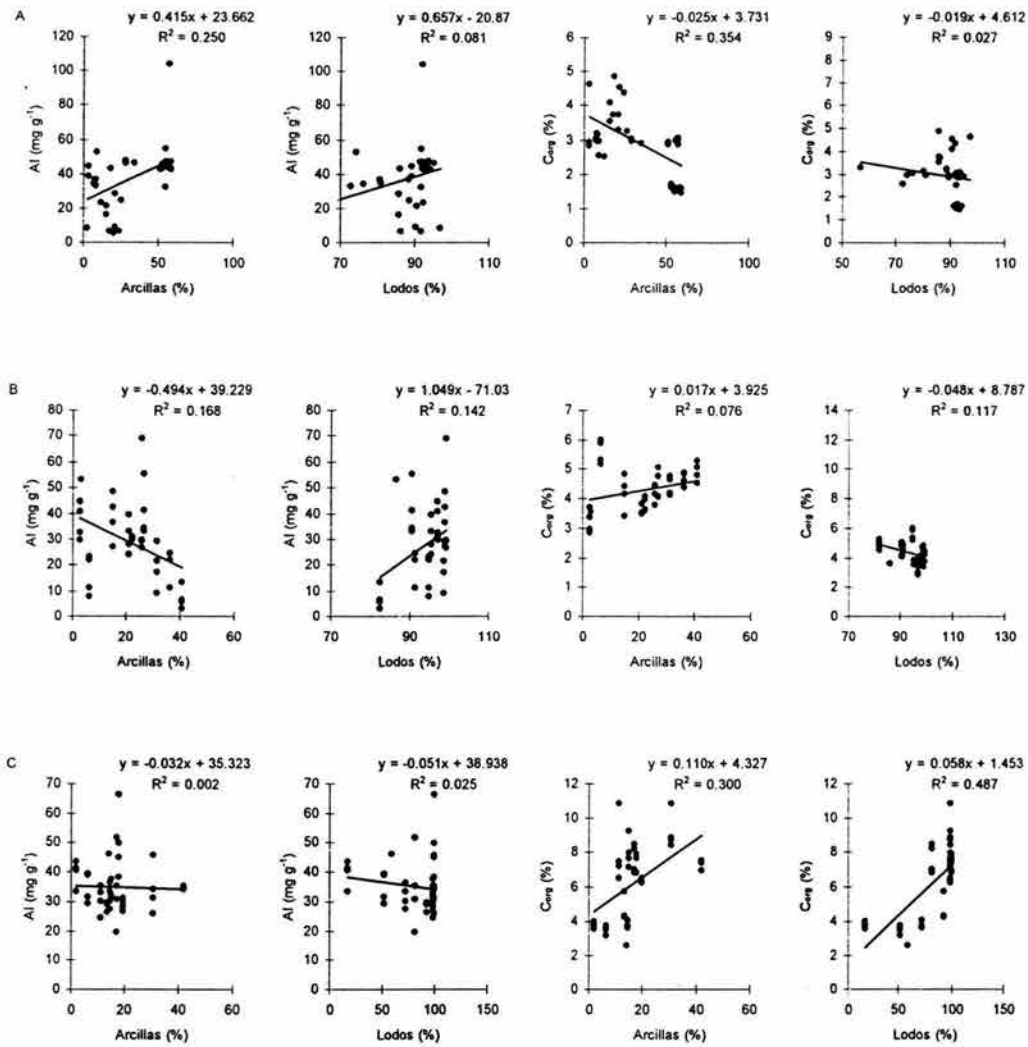 A
y = 0.415x + 23.662
R² = 0.250
Al (mg g⁻¹)
120
100
80
60
40
20
0
0 50 100
Arcillas (%)
y = 0.657x - 20.87
R² = 0.081
Al (mg g⁻¹)
120
100
80
60
40
20
0
70 90 110
Lodos (%)
y = -0.025x + 3.731
R² = 0.354
Corg (%)
6
5
4
3
2
1
0
0 50 100
Arcillas (%)
y = -0.019x + 4.612
R² = 0.027
Corg (%)
9
8
7
6
5
4
3
2
1
0
50 70 90 110
Lodos (%)
B
y = -0.494x + 39.229
R² = 0.168
Al (mg g⁻¹)
80
70
60
50
40
30
20
10
0
0 20 40 60
Arcillas (%)
y = 1.049x - 71.03
R² = 0.142
Al (mg g⁻¹)
80
70
60
50
40
30
20
10
0
70 90 110
Lodos (%)
y = 0.017x + 3.925
R² = 0.076
Corg (%)
7
6
5
4
3
2
1
0
0 20 40 60
Arcillas (%)
y = -0.048x + 8.787
R² = 0.117
Corg (%)
14
12
10
8
6
4
2
0
70 90 110 130
Lodos (%)
C
y = -0.032x + 35.323
R² = 0.002
Al (mg g⁻¹)
70
60
50
40
30
20
10
0
0 20 40 60
Arcillas (%)
y = -0.051x + 38.938
R² = 0.025
Al (mg g⁻¹)
70
60
50
40
30
20
10
0
0 50 100 150
Lodos (%)
y = 0.110x + 4.327
R² = 0.300
Corg (%)
12
10
8
6
4
2
0
0 20 40 60
Arcillas (%)
y = 0.058x + 1.453
R² = 0.487
Corg (%)
12
10
8
6
4
2
0
0 50 100 150
Lodos (%)